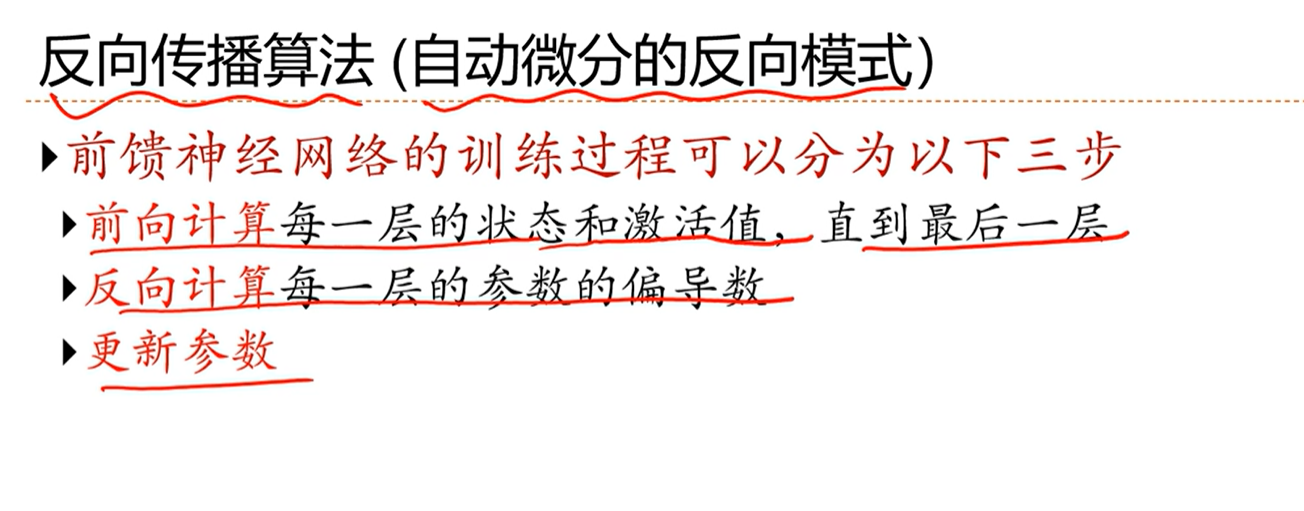 反向传播算法 (自动微分的反向模式)
前馈神经网络的训练过程可以分为以下三步
前向计算每一层的状态和激活值，直到最后一层
反向计算每一层的参数的偏导数
更新参数